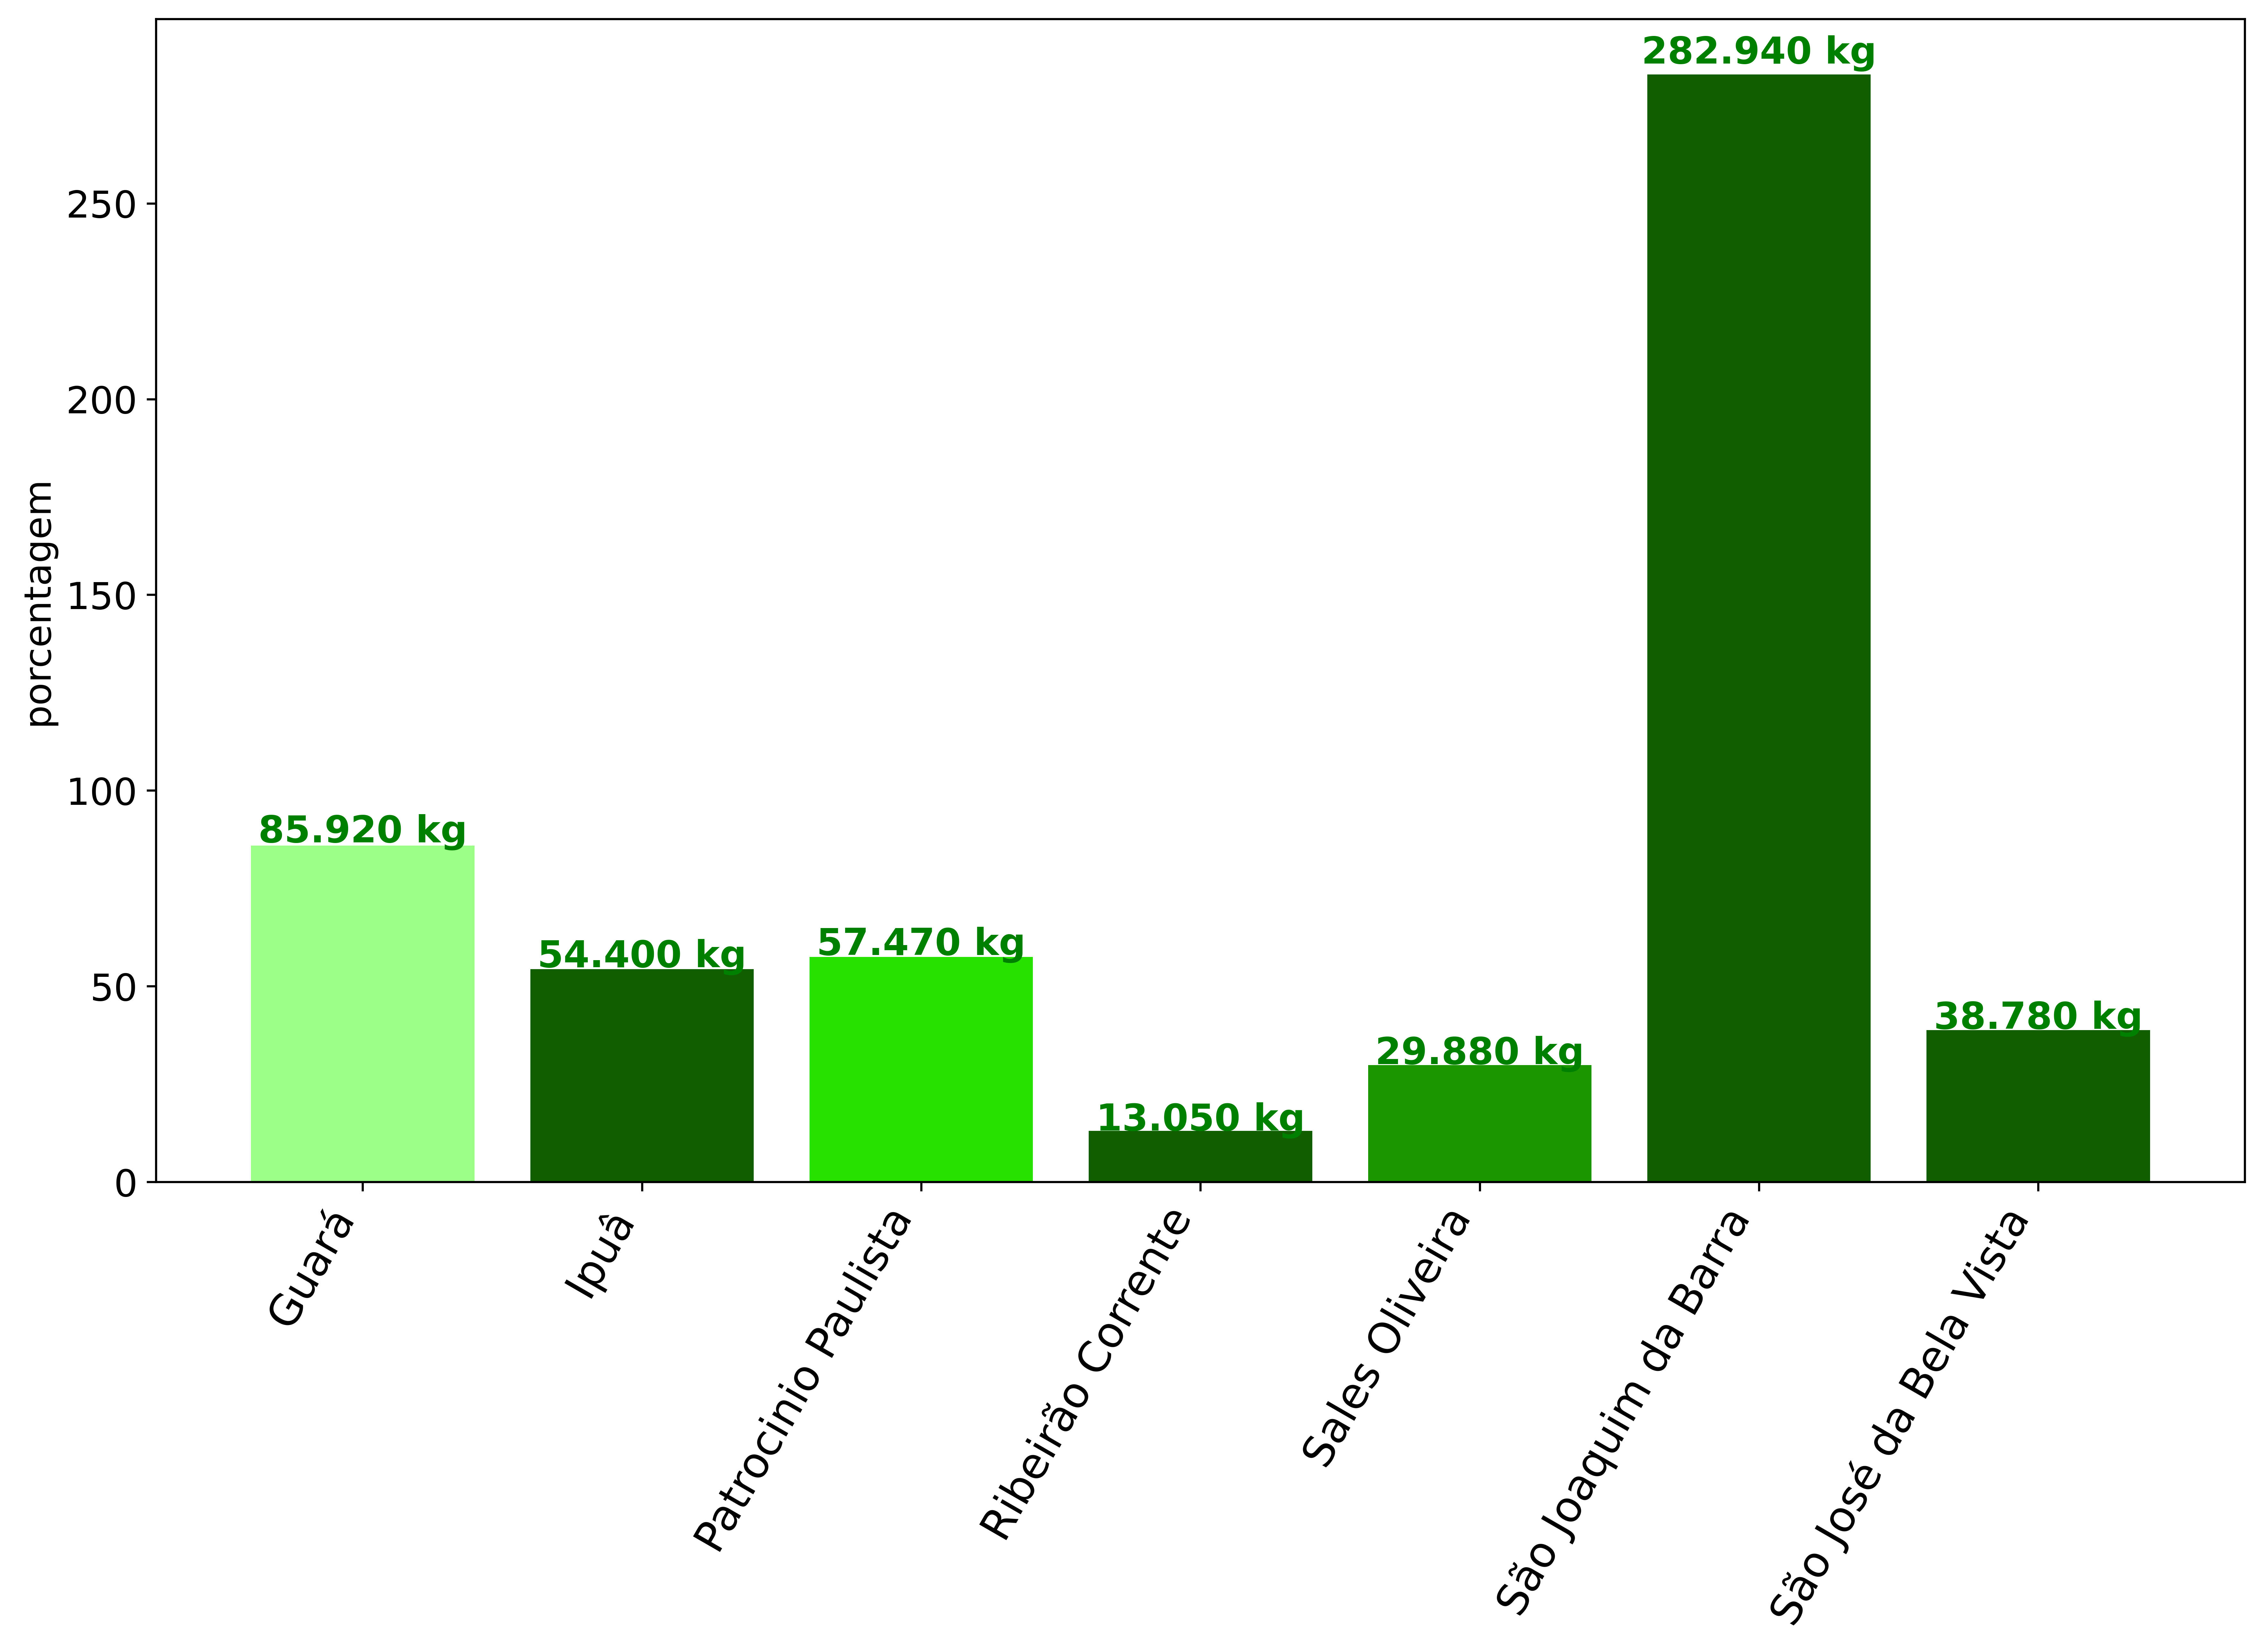 porcentagem
250
200
150
100
50
0
85.920 kg
54.400 kg
57.470 kg
13.050 kg
29.880 kg
282.940 kg
38.780 kg
Guará
Ipuâ
Patrocinio Paulista
Ribeirão Corrente
Sales Oliveira
São Joaquim da Barra
São José da Bela Vista